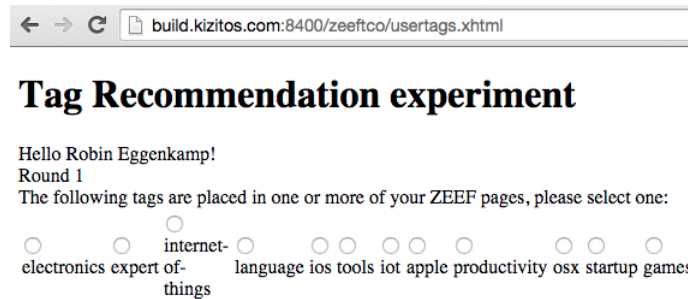 build.kizitos.com:8400/zeeftco/usertags.xhtml
Tag Recommendation experiment
Hello Robin Eggenkamp!
Round 1
The following tags are placed in one or more of your ZEEF pages, please select one:
internet-
electronics expert of- language ios tools iot apple productivity osx startup games
things